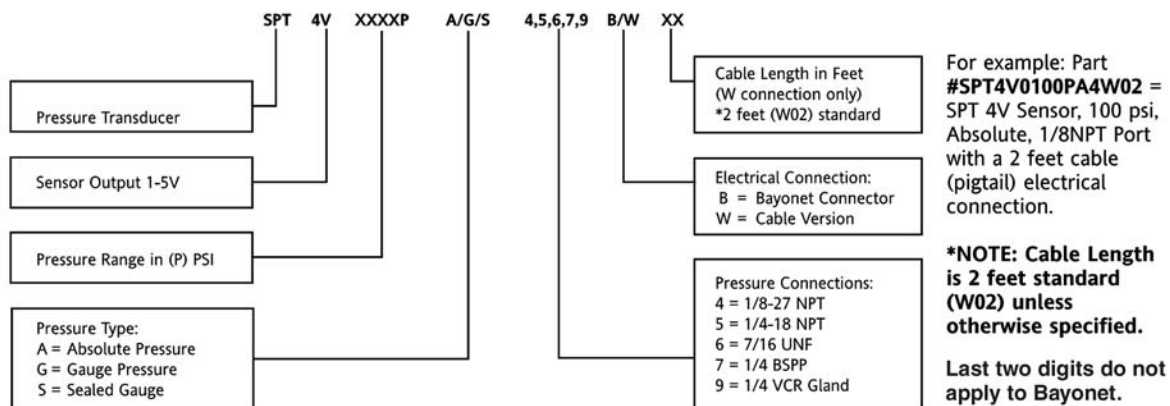 SPT 4V XXXXP A/G/S 4,5,6,7,9 B/W XX
Pressure Transducer
Sensor Output 1-5V
Pressure Range in (P) PSI
Pressure Type:
A = Absolute Pressure
G = Gauge Pressure
S = Sealed Gauge
Cable Length in Feet
(W connection only)
*2 feet (W02) standard
Electrical Connection:
B = Bayonet Connector
W = Cable Version
Pressure Connections:
4 = 1/8-27 NPT
5 = 1/4-18 NPT
6 = 7/16 UNF
7 = 1/4 BSPP
9 = 1/4 VCR Gland
For example: Part
#SPT4V0100PA4W02 =
SPT 4V Sensor, 100 psi,
Absolute, 1/8NPT Port
with a 2 feet cable
(pigtail) electrical
connection.
*NOTE: Cable Length
is 2 feet standard
(W02) unless
otherwise specified.
Last two digits do not
apply to Bayonet.